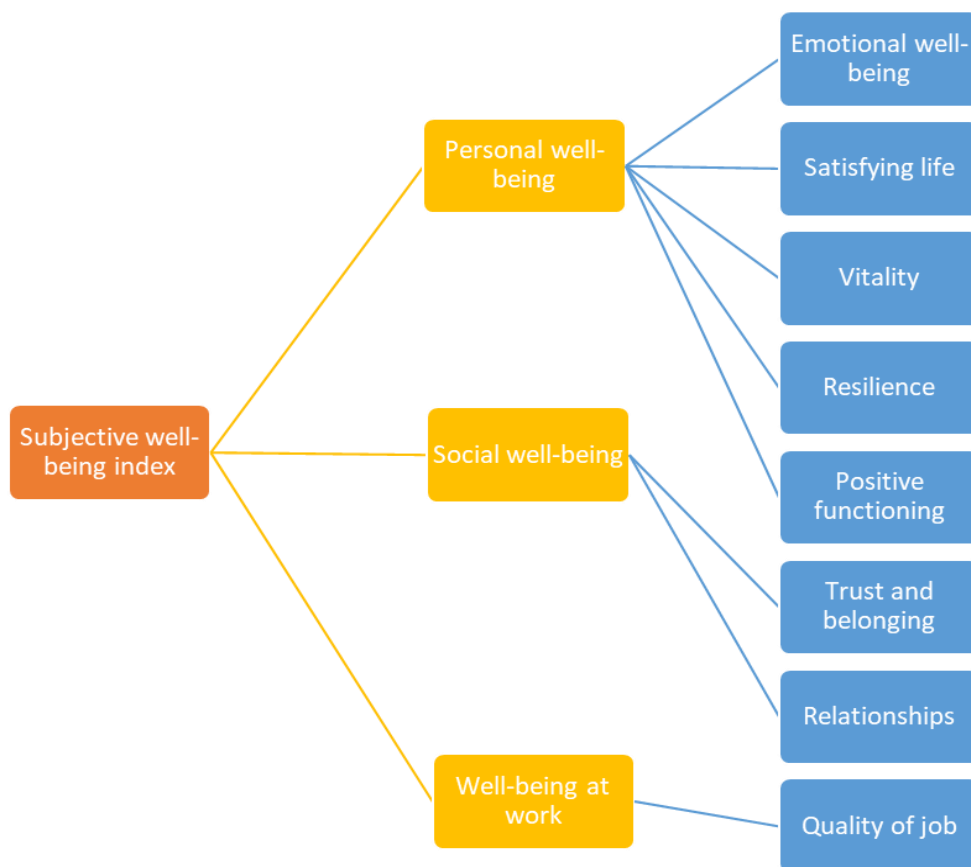 Emotional well-
being
Personal well-
being
Satisfying life
Vitality
Resilience
Subjective well-
being index
Social well-being
Positive
functioning
Trust and
belonging
Relationships
Well-being at
work
Quality of job